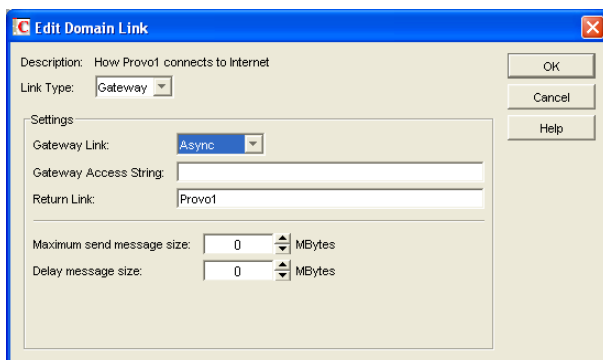 Edit Domain Link
Description: How Provo1 connects to Internet
Link Type: Gateway
OK
Cancel
Help
Settings
Gateway Link: Async
Gateway Access String:
Return Link: Provo1
Maximum send message size: 0 MBytes
Delay message size: 0 MBytes